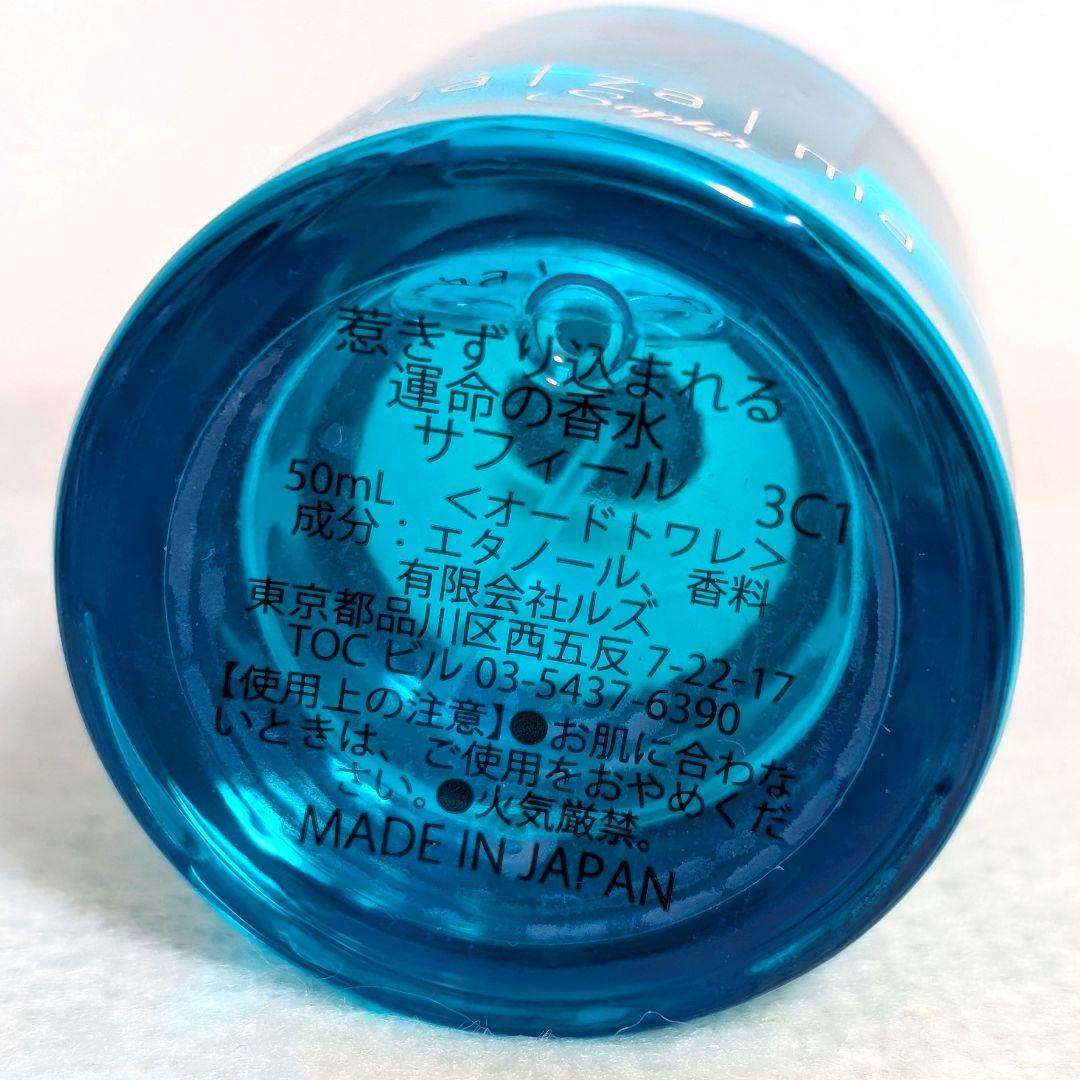 nalzalma
Saphir
惹きずり込まれる
運命の香水
サフィール
3C1
50mL <オードトワレ>
成分:エタノール、香料
有限会社ルズ
東京都品川区西五反 7-22-17
TOC ビル 03-5437-6390
【使用上の注意】●お肌に合わな
いときは、ご使用をおやめくだ
さい。●火気厳禁。
MADE IN JAPAN